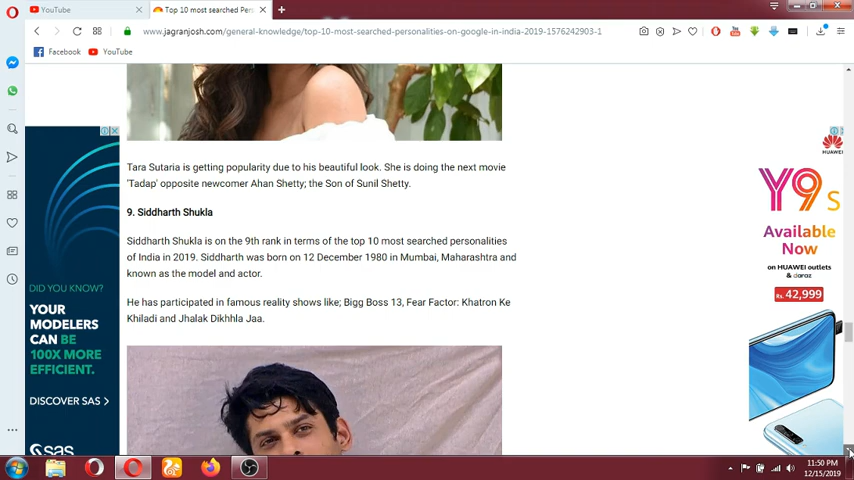 YouTube
Top 10 most searched Pers
www.jagranjosh.com/general-knowledge/top-10-most-searched-personalities-on-google-in-india-2019-1576242903-1
Facebook
YouTube
Tara Sutaria is getting popularity due to his beautiful look. She is doing the next movie
'Tadap' opposite newcomer Ahan Shetty; the Son of Sunil Shetty.
9. Siddharth Shukla
Siddharth Shukla is on the 9th rank in terms of the top 10 most searched personalities
of India in 2019. Siddharth was born on 12 December 1980 in Mumbai, Maharashtra and
known as the model and actor.
He has participated in famous reality shows like; Bigg Boss 13, Fear Factor: Khatron Ke
Khiladi and Jhalak Dikhhla Jaa.
DID YOU KNOW?
YOUR
MODELERS
CAN BE
100X MORE
EFFICIENT.
DISCOVER SAS >
sas
HUAWEI
Y9s
Available
Now
on HUAWEI outlets
& daraz
Rs. 42,999
11:50 PM
12/15/2019